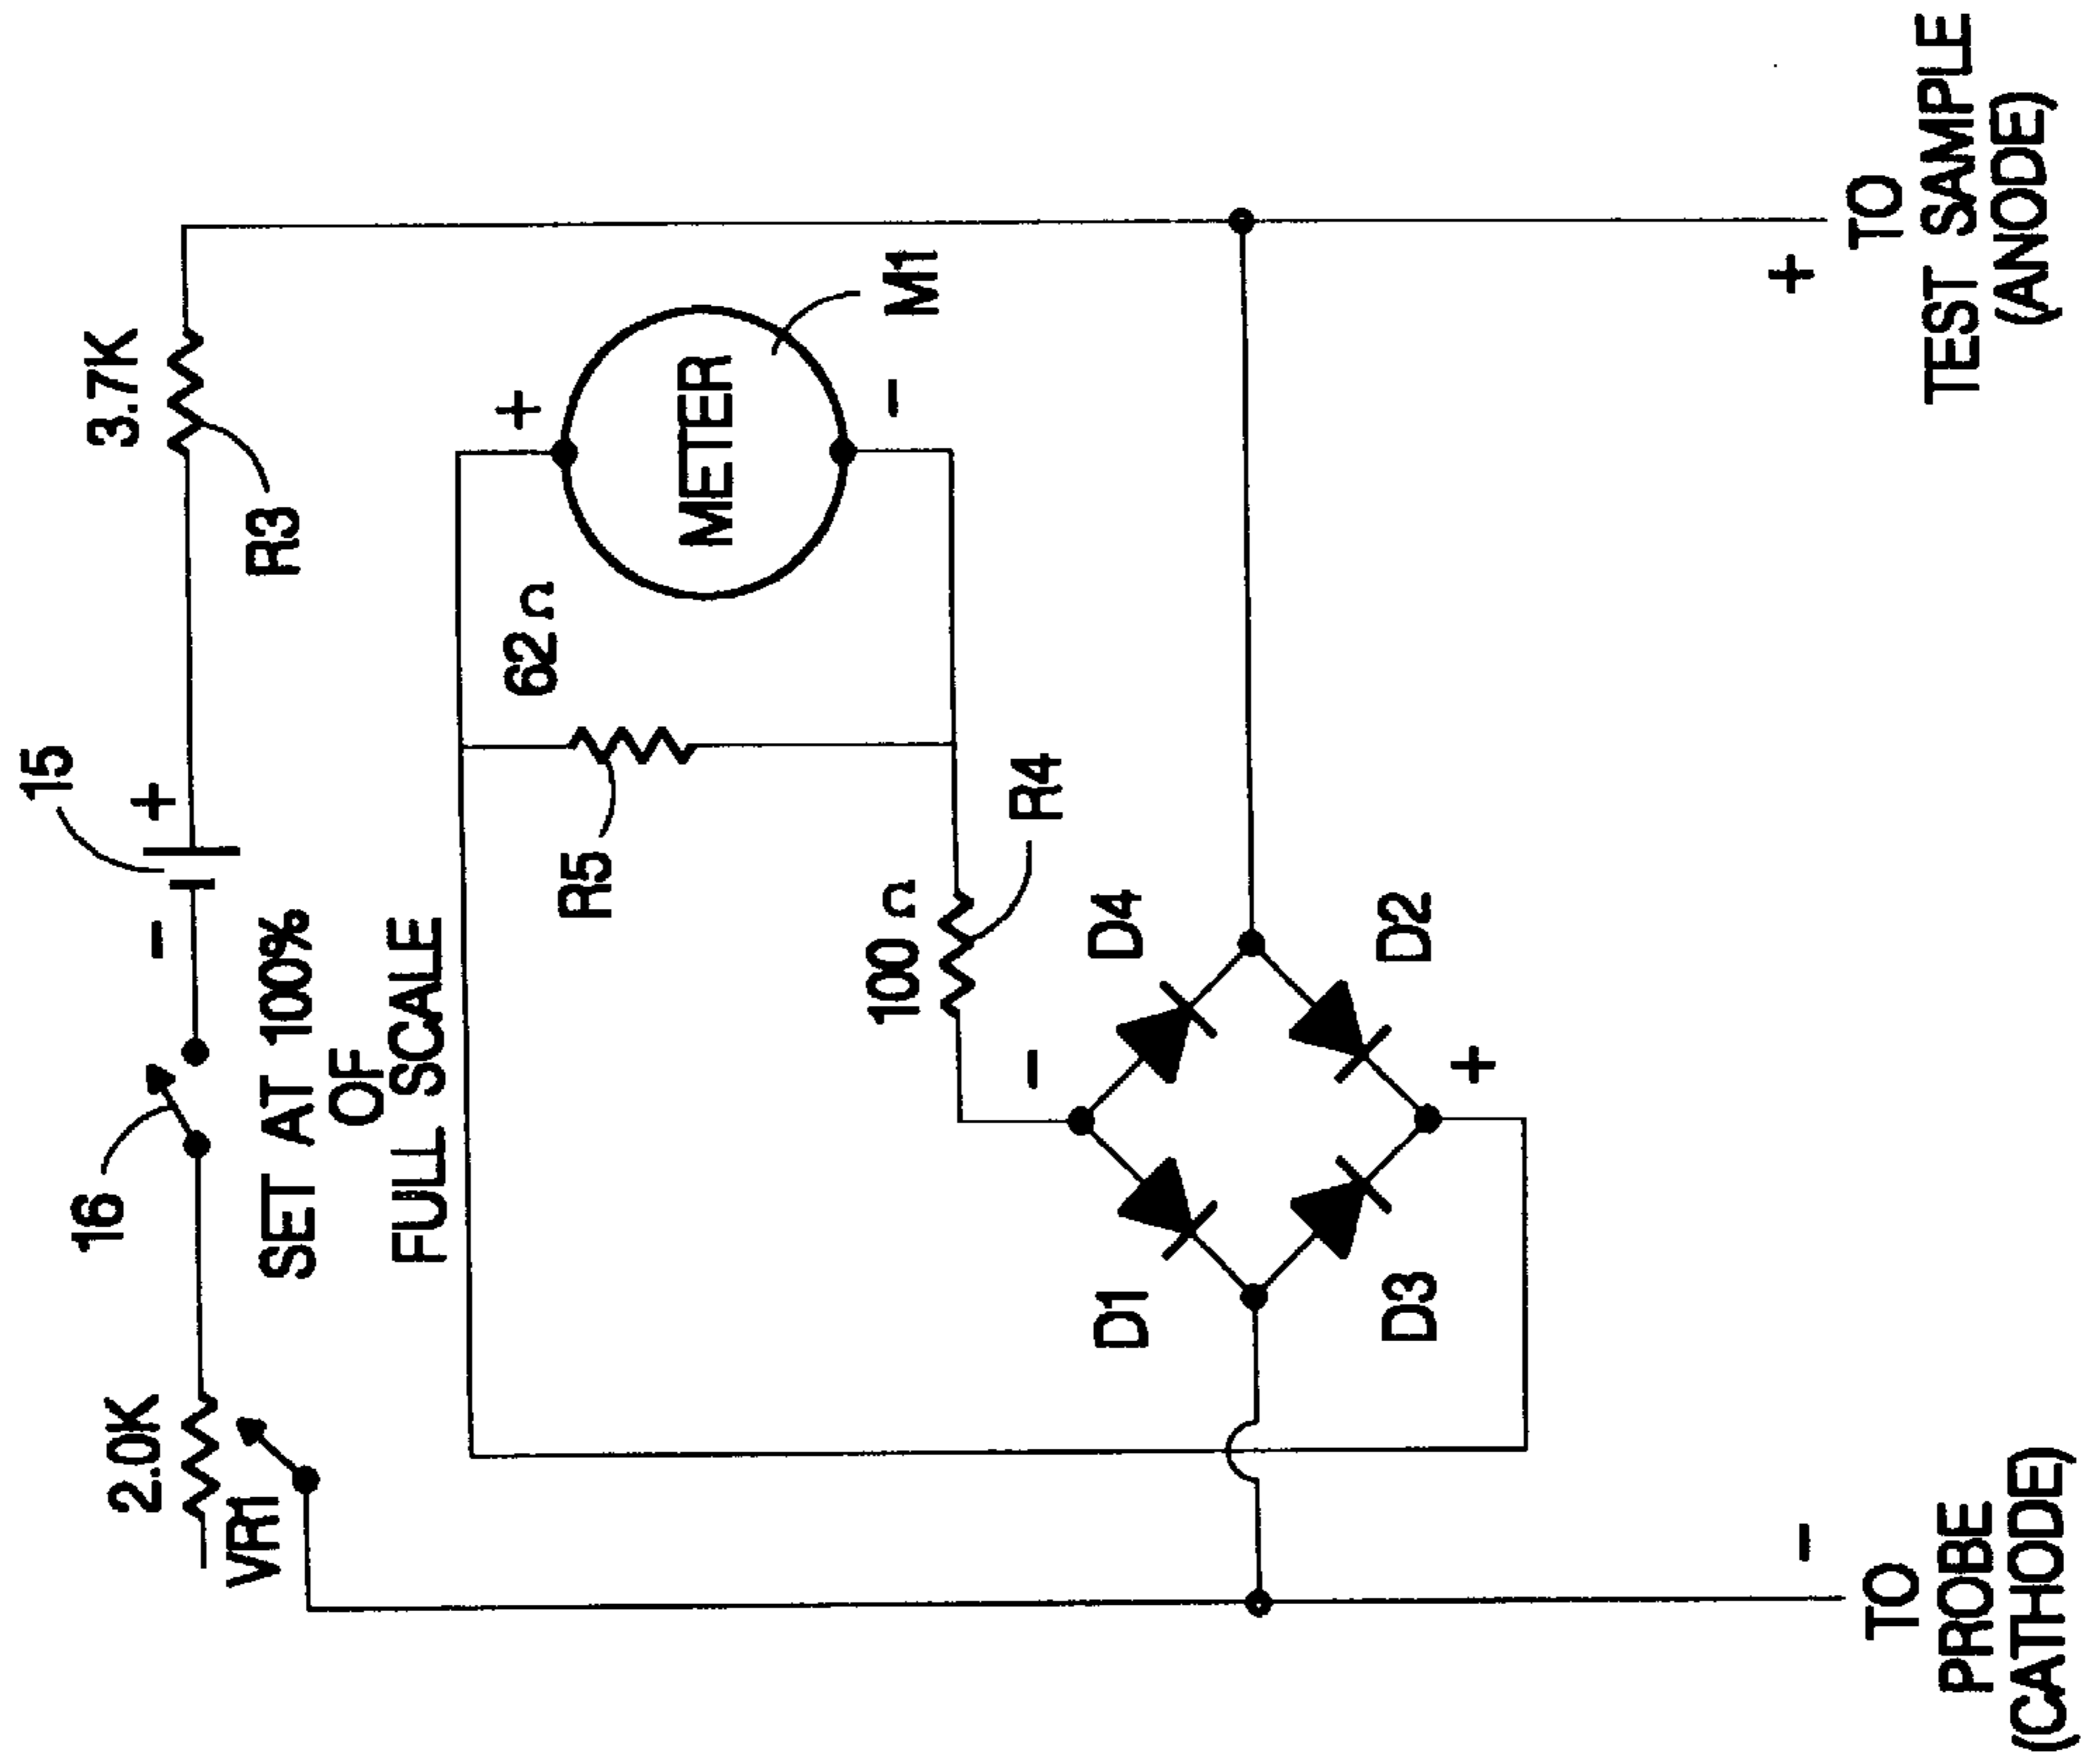 15
16
-
+
2.0K
VR1
SET AT 100%
OF
FULL SCALE
3.7K
R3
62 Ω
R5
+
METER
-
M1
100 Ω
R4
-
D1
D4
D3
D2
+
-
TO
PROBE
(CATHODE)
+
TO
TEST SAMPLE
(ANODE)